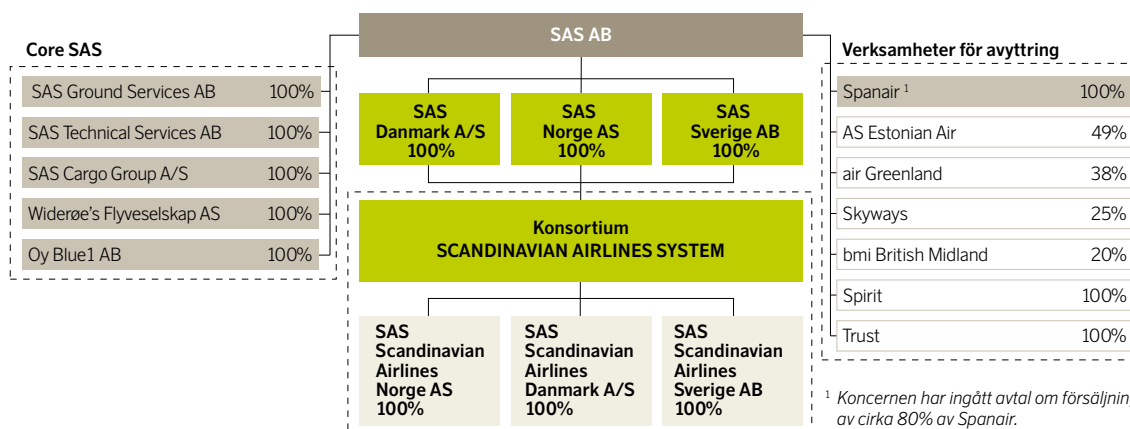 SAS AB
Core SAS
SAS Ground Services AB 100%
SAS Technical Services AB 100%
SAS Cargo Group A/S 100%
Widerøe's Flyveselskap AS 100%
Oy Blue1 AB 100%
SAS
Danmark A/S
100%
SAS
Norge AS
100%
SAS
Sverige AB
100%
Konsortium
SCANDINAVIAN AIRLINES SYSTEM
SAS
Scandinavian
Airlines
Norge AS
100%
SAS
Scandinavian
Airlines
Danmark A/S
100%
SAS
Scandinavian
Airlines
Sverige AB
100%
Verksamheter för avyttring
Spanair ¹ 100%
AS Estonian Air 49%
air Greenland 38%
Skyways 25%
bmi British Midland 20%
Spirit 100%
Trust 100%
¹ Koncernen har ingått avtal om försäljning
av cirka 80% av Spanair.